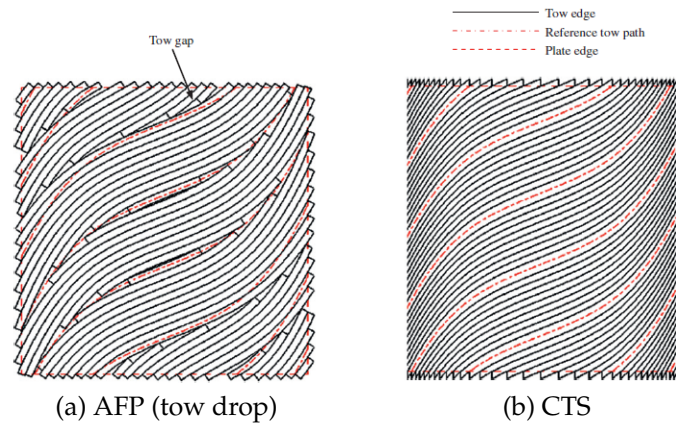 Tow gap
Tow edge
Reference tow path
Plate edge
(a) AFP (tow drop)
(b) CTS